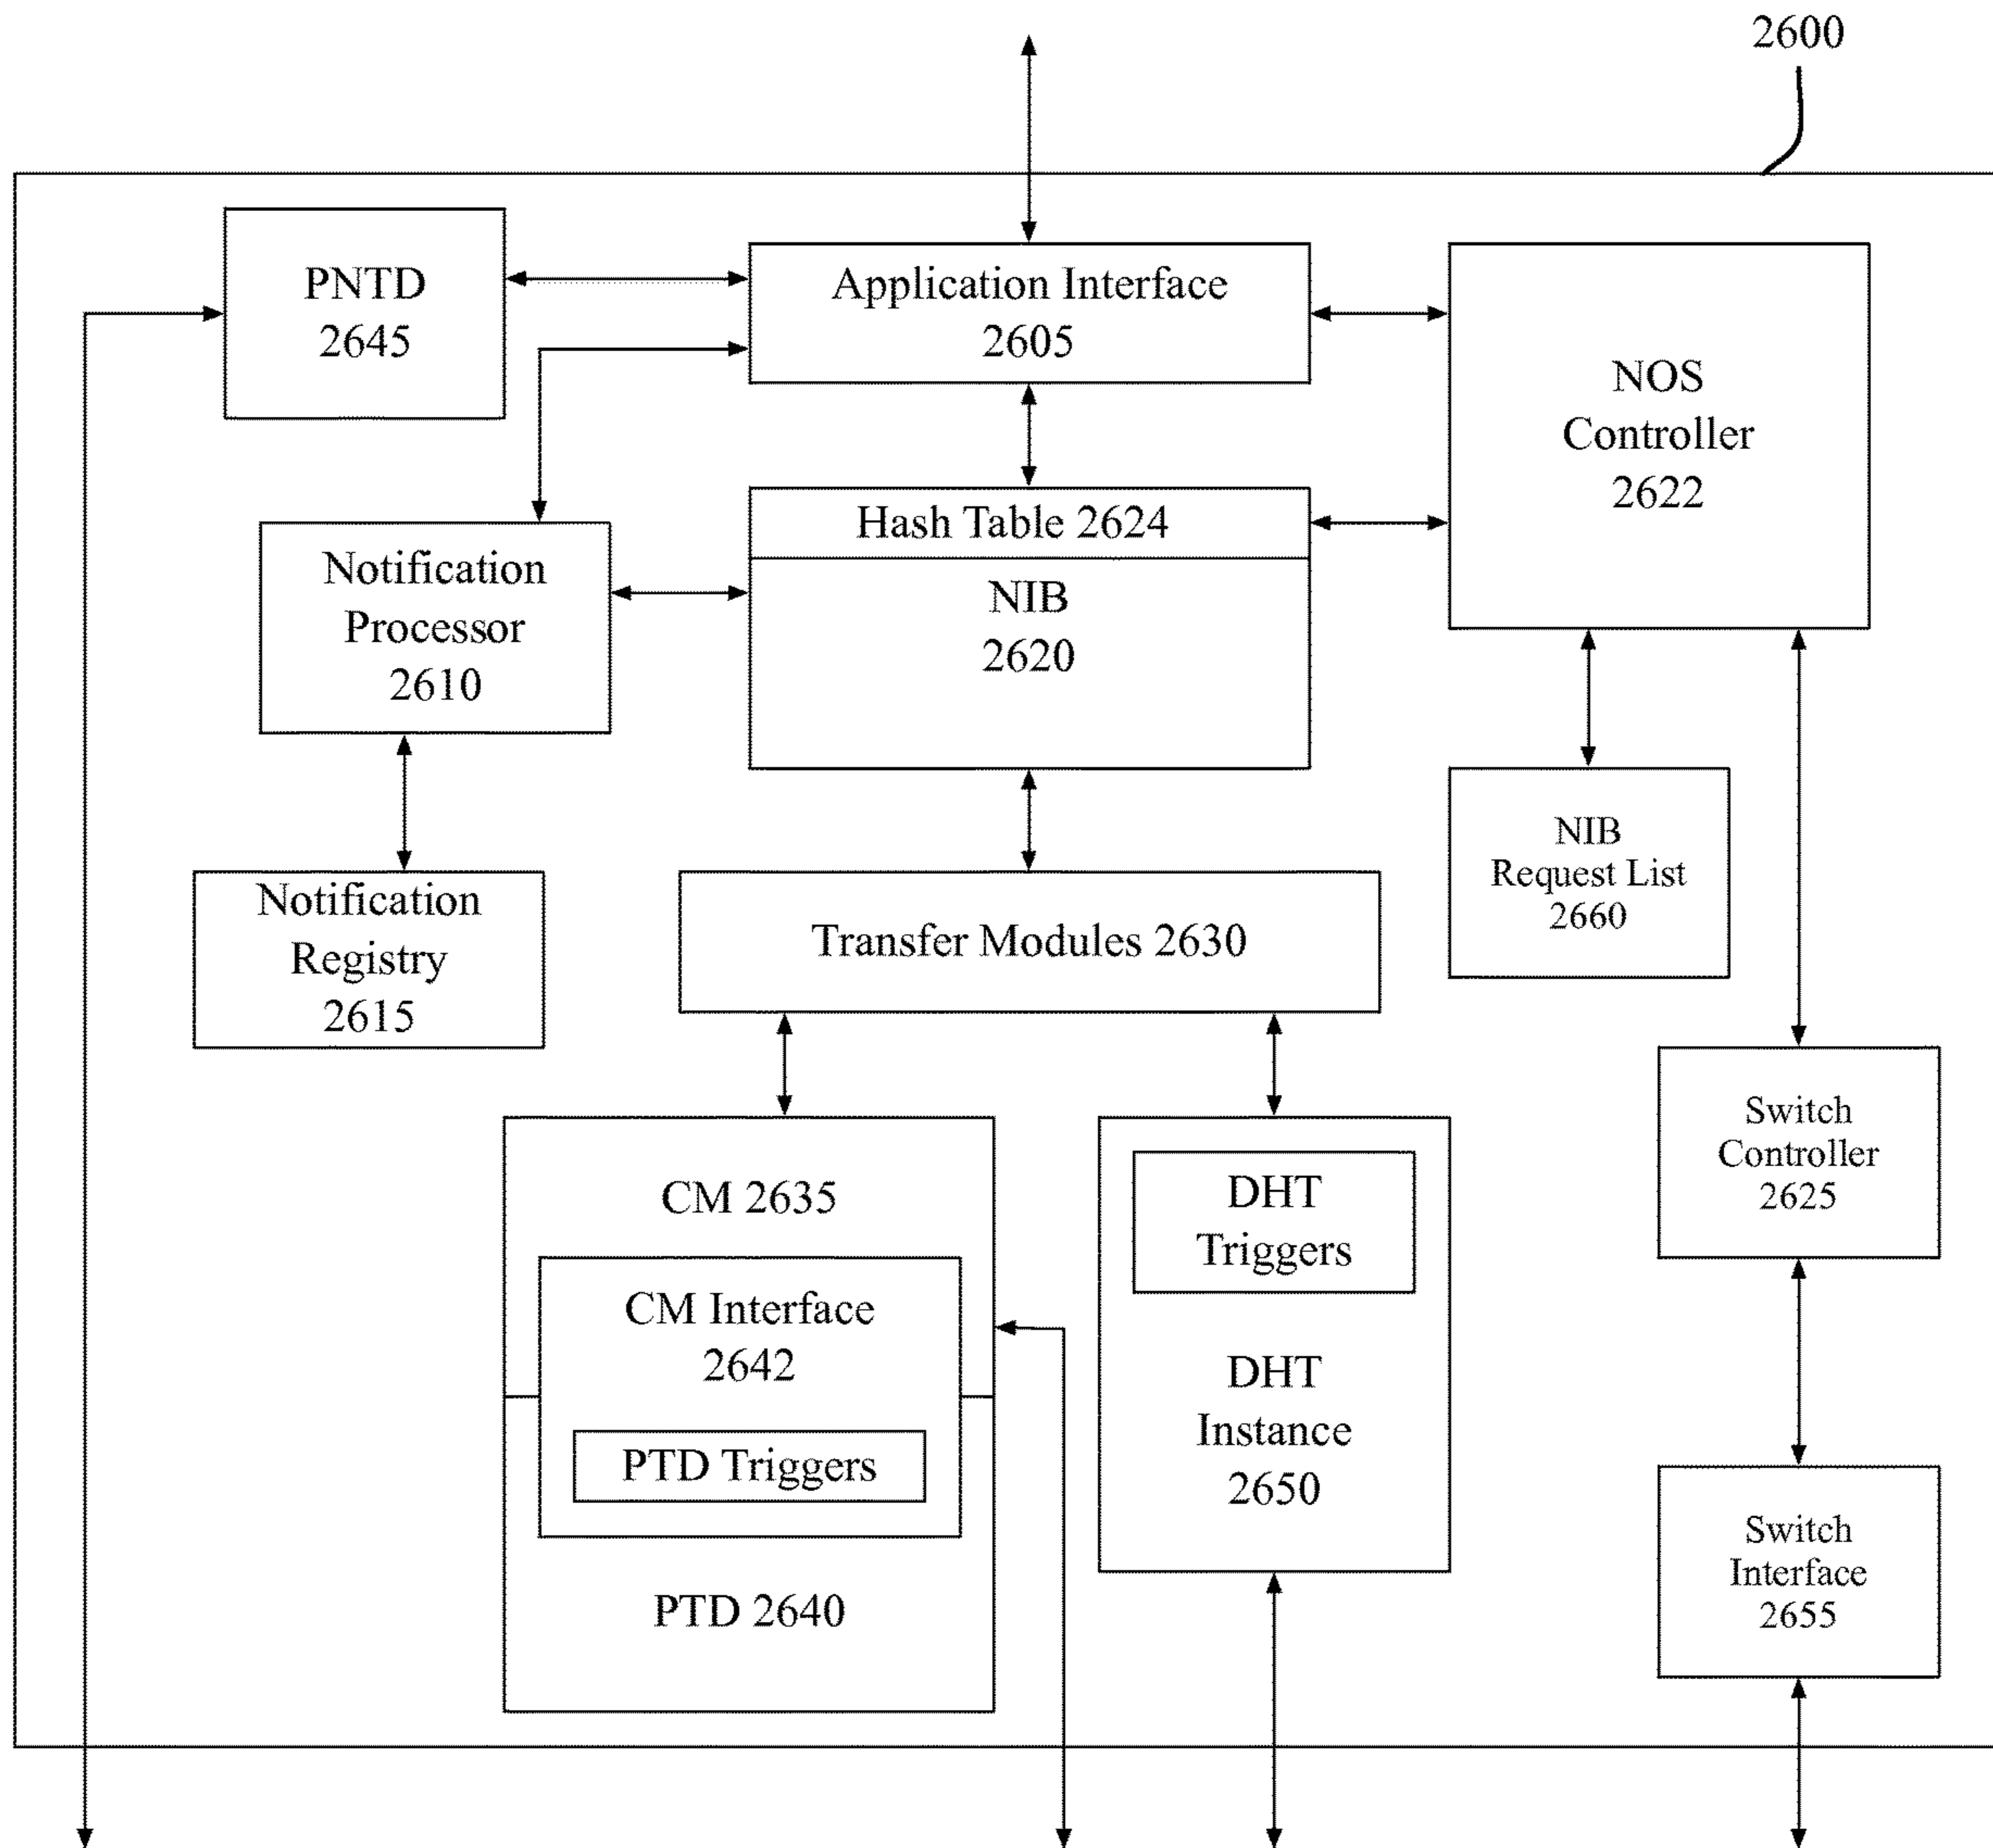 2600
PNTD
2645
Application Interface
2605
NOS
Controller
2622
Hash Table 2624
NIB
2620
Notification
Processor
2610
NIB
Request List
2660
Notification
Registry
2615
Transfer Modules 2630
Switch
Controller
2625
CM 2635
CM Interface
2642
PTD Triggers
PTD 2640
DHT
Triggers
DHT
Instance
2650
Switch
Interface
2655